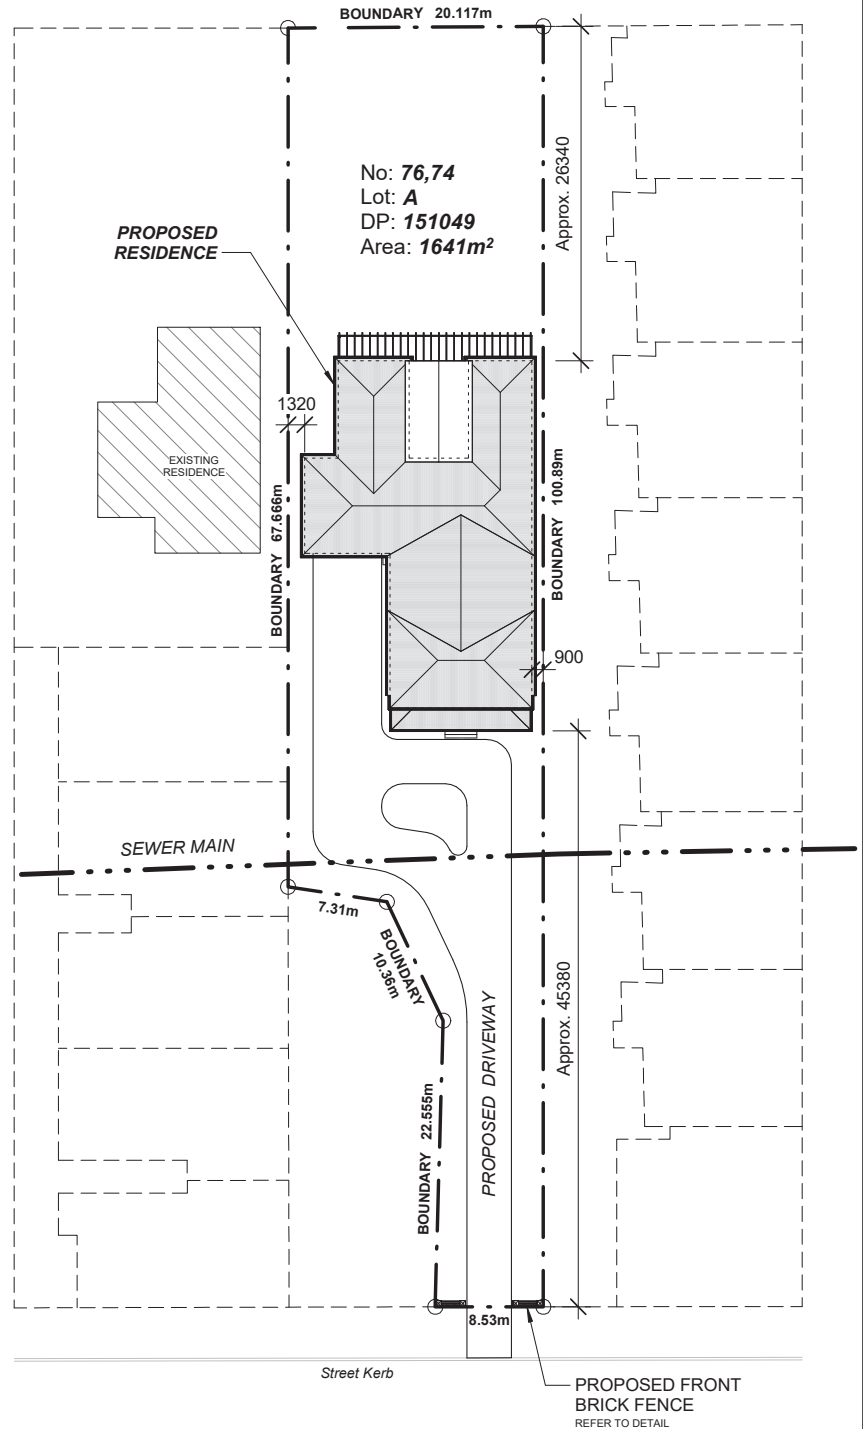 BOUNDARY 20.117m
No: 76,74
Lot: A
DP: 151049
Area: 1641m²
Approx. 26340
PROPOSED
RESIDENCE
1320
EXISTING
RESIDENCE
BOUNDARY 67.666m
BOUNDARY 100.89m
900
SEWER MAIN
7.31m
BOUNDARY
10.36m
Approx. 45380
PROPOSED DRIVEWAY
BOUNDARY 22.555m
8.53m
Street Kerb
PROPOSED FRONT
BRICK FENCE
REFER TO DETAIL